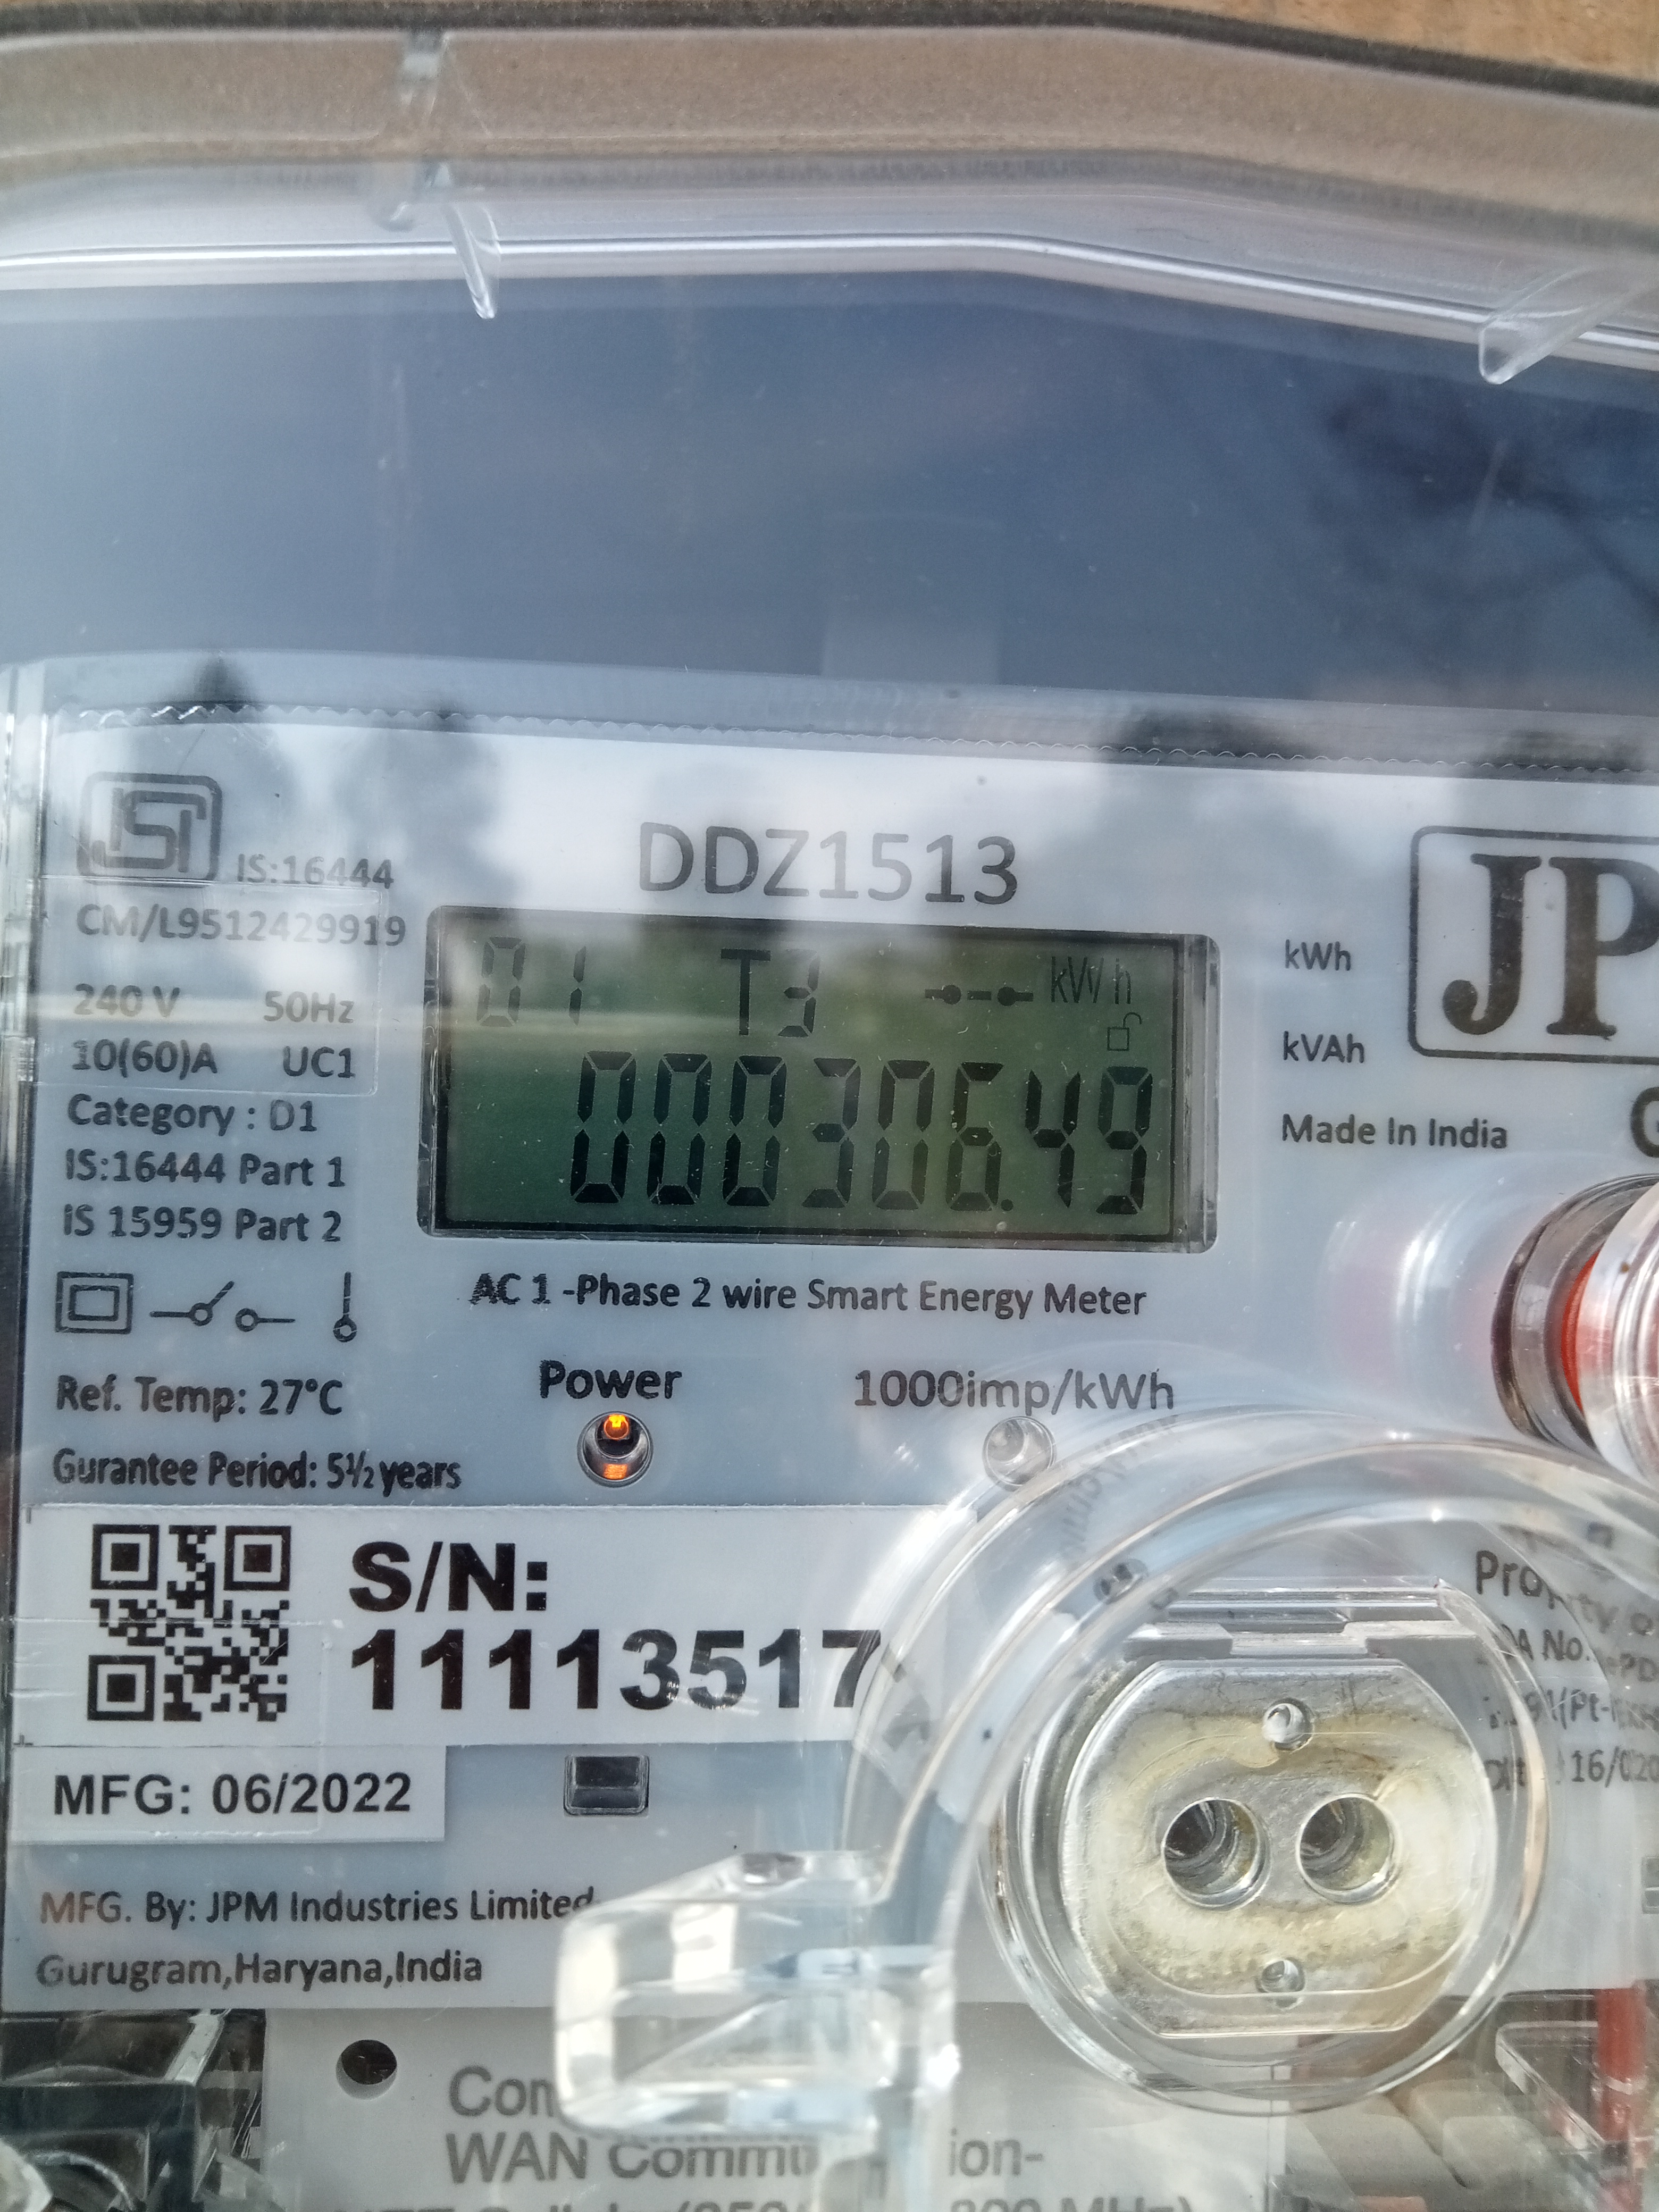 ISI
IS:16444
CM/L9512429919
240 V 50Hz
10(60)A UC1
Category : D1
IS:16444 Part 1
IS 15959 Part 2
Ref. Temp: 27°C
Gurantee Period: 5½ years
DDZ1513
01 T3 kWh
000306.49
AC 1 -Phase 2 wire Smart Energy Meter
Power 1000imp/kWh
kWh
kVAh
Made In India
JP
G
S/N:
11113517
MFG: 06/2022
MFG. By: JPM Industries Limited
Gurugram,Haryana,India
WAN